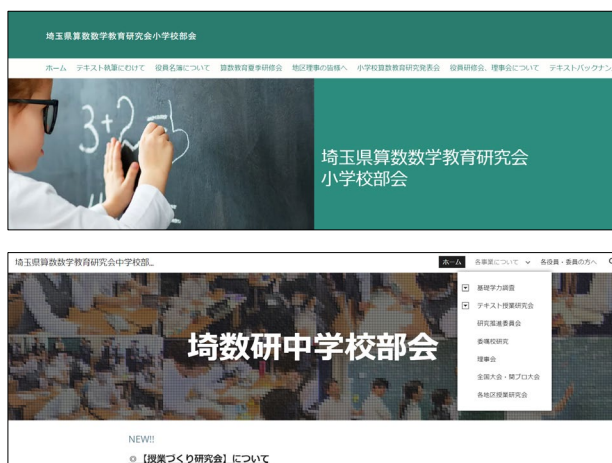 埼玉県算数数学教育研究会小学校部会
ホーム テキスト執筆にむけて 役員名簿について 算数教育夏季研修会 地区理事の皆様へ 小学校算数教育研究発表会 役員研修会、理事会について テキストバックナン
3+2=5
埼玉県算数数学教育研究会
小学校部会
埼玉県算数数学教育研究会中学校部...
ホーム 各事業について 各役員・委員の方へ
基礎学力調査
テキスト授業研究会
研究推進委員会
委嘱校研究
理事会
全国大会・関ブロ大会
各地区授業研究会
埼数研中学校部会
NEW!!
【授業づくり研究会】について